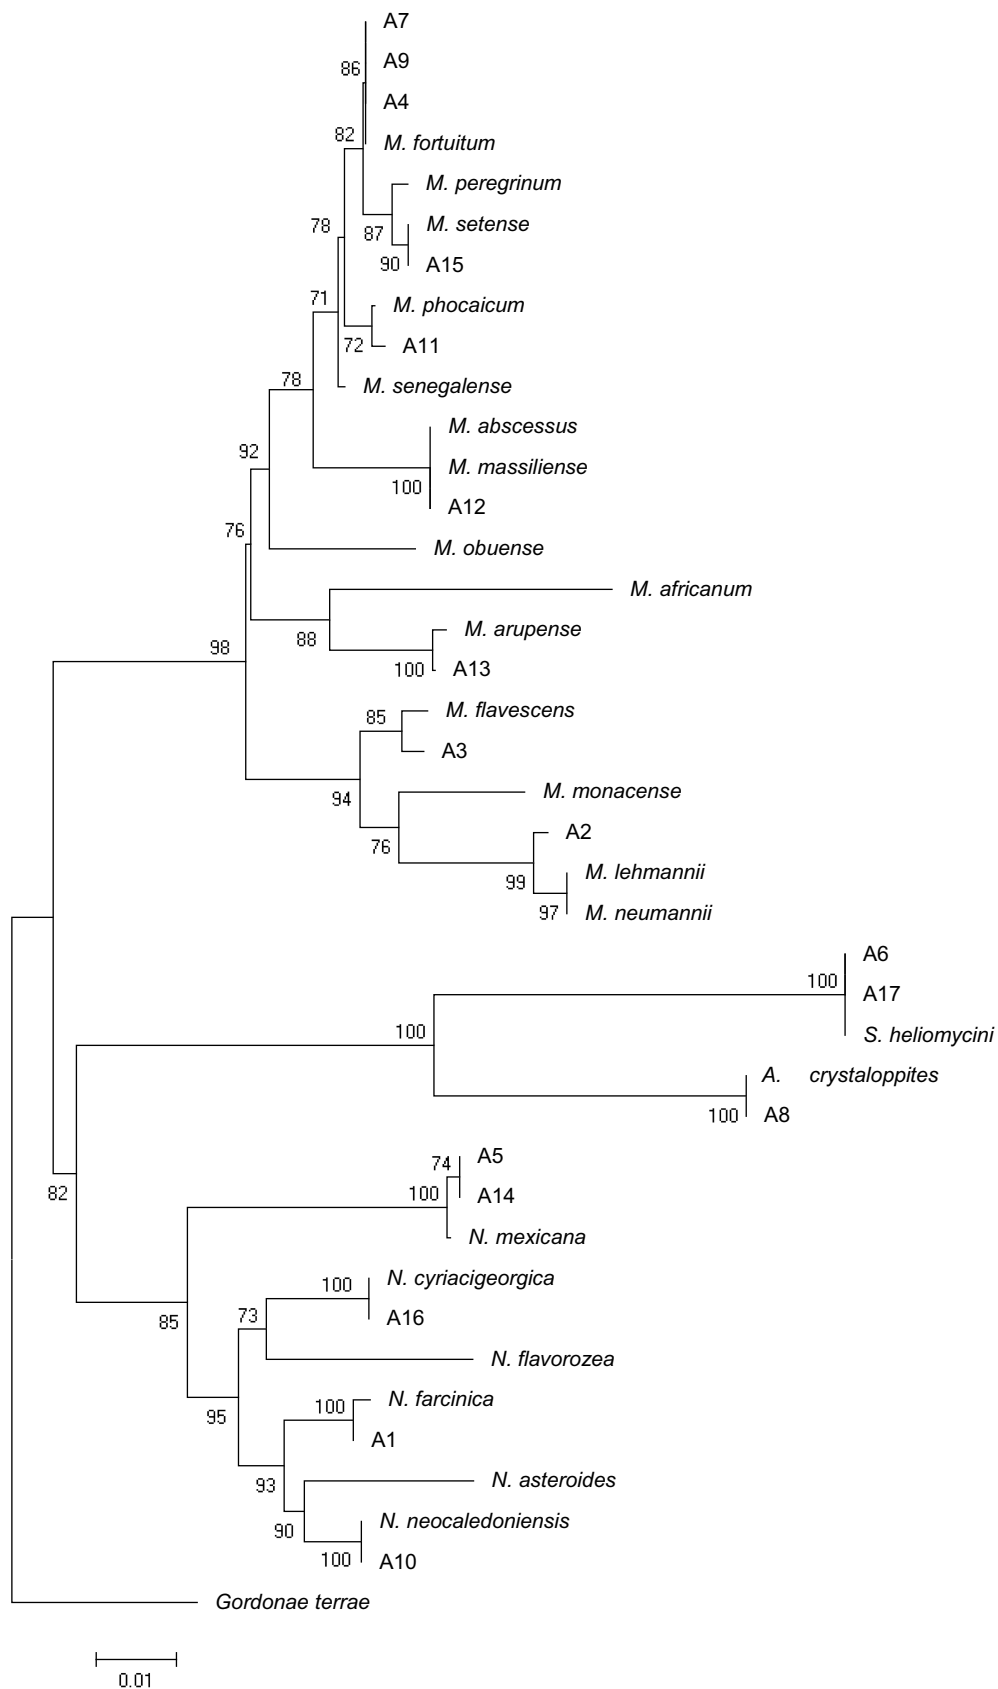 A7
A9
86
A4
82
M. fortuitum
M. peregrinum
78
M. setense
87
90
A15
71
M. phocaicum
72
A11
78
M. senegalense
M. abscessus
92
M. massiliense
100
A12
76
M. obuense
M. africanum
88
M. arupense
98
100
A13
85
M. flavescens
A3
94
M. monacense
76
A2
99
M. lehmannii
97
M. neumannii
A6
100
A17
100
S. heliomycini
A. crystaloppites
100
A8
74
A5
82
100
A14
N. mexicana
100
N. cyriacigeorgica
85
73
A16
N. flavorozea
95
100
N. farcinica
A1
93
N. asteroides
90
N. neocaledoniensis
100
A10
Gordonae terrae
0.01